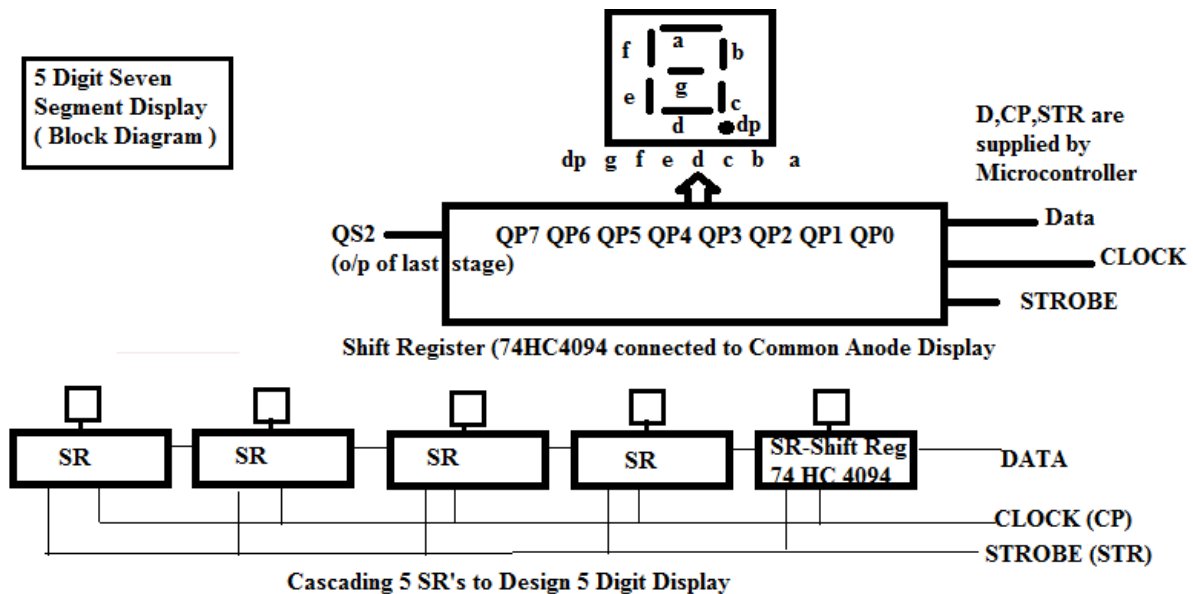 5 Digit Seven
Segment Display
( Block Diagram )
a
f
b
g
e
c
d
dp
dp g f e d c b a
D,CP,STR are
supplied by
Microcontroller
Data
QS2
QP7 QP6 QP5 QP4 QP3 QP2 QP1 QP0
(o/p of last stage)
CLOCK
STROBE
Shift Register (74HC4094 connected to Common Anode Display
SR
SR
SR
SR
SR-Shift Reg
74 HC 4094
DATA
CLOCK (CP)
STROBE (STR)
Cascading 5 SR's to Design 5 Digit Display